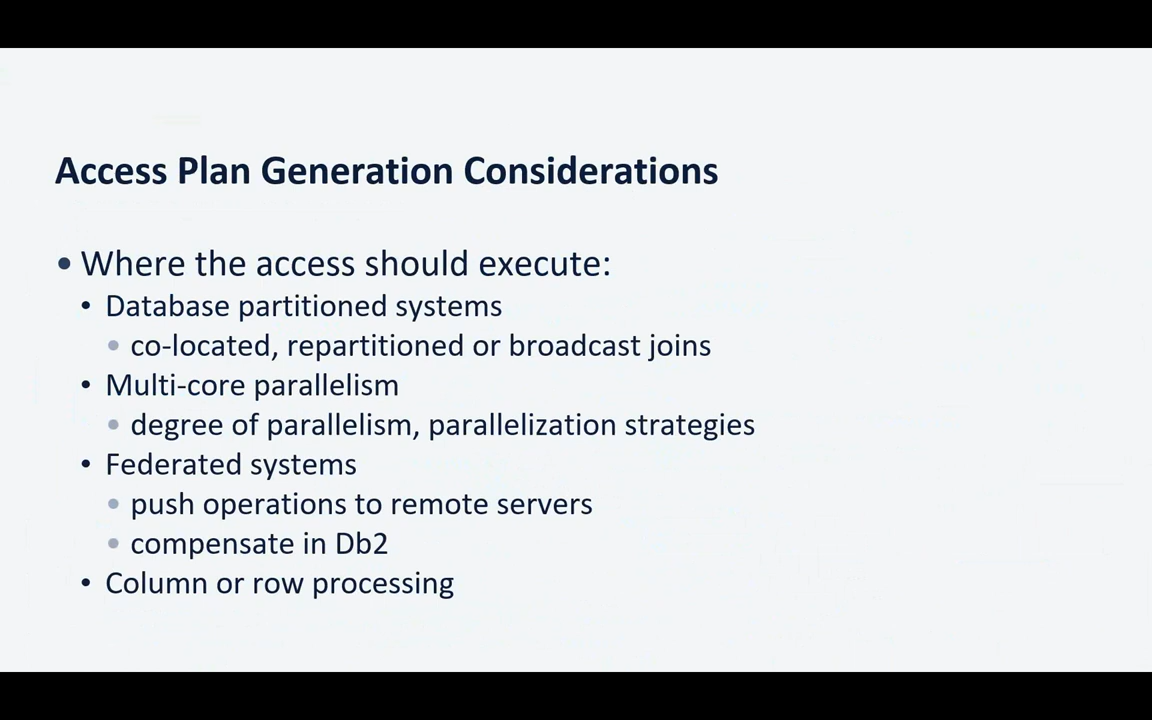 Access Plan Generation Considerations
• Where the access should execute:
• Database partitioned systems
• co-located, repartitioned or broadcast joins
• Multi-core parallelism
• degree of parallelism, parallelization strategies
• Federated systems
• push operations to remote servers
• compensate in Db2
• Column or row processing